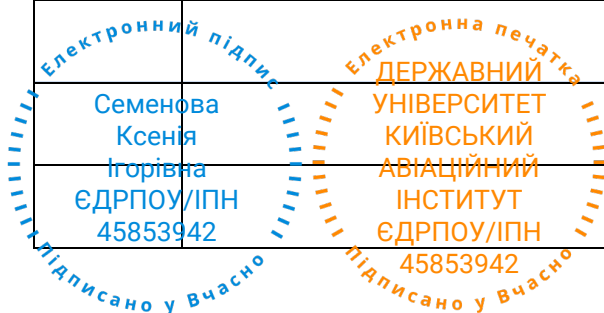 Електронний підпис
Семенова
Ксенія
Ігорівна
ЄДРПОУ/ІПН
45853942
Підписано у Вчасно
Електронна печатка
ДЕРЖАВНИЙ
УНІВЕРСИТЕТ
КИЇВСЬКИЙ
АВІАЦІЙНИЙ
ІНСТИТУТ
ЄДРПОУ/ІПН
45853942
Підписано у Вчасно